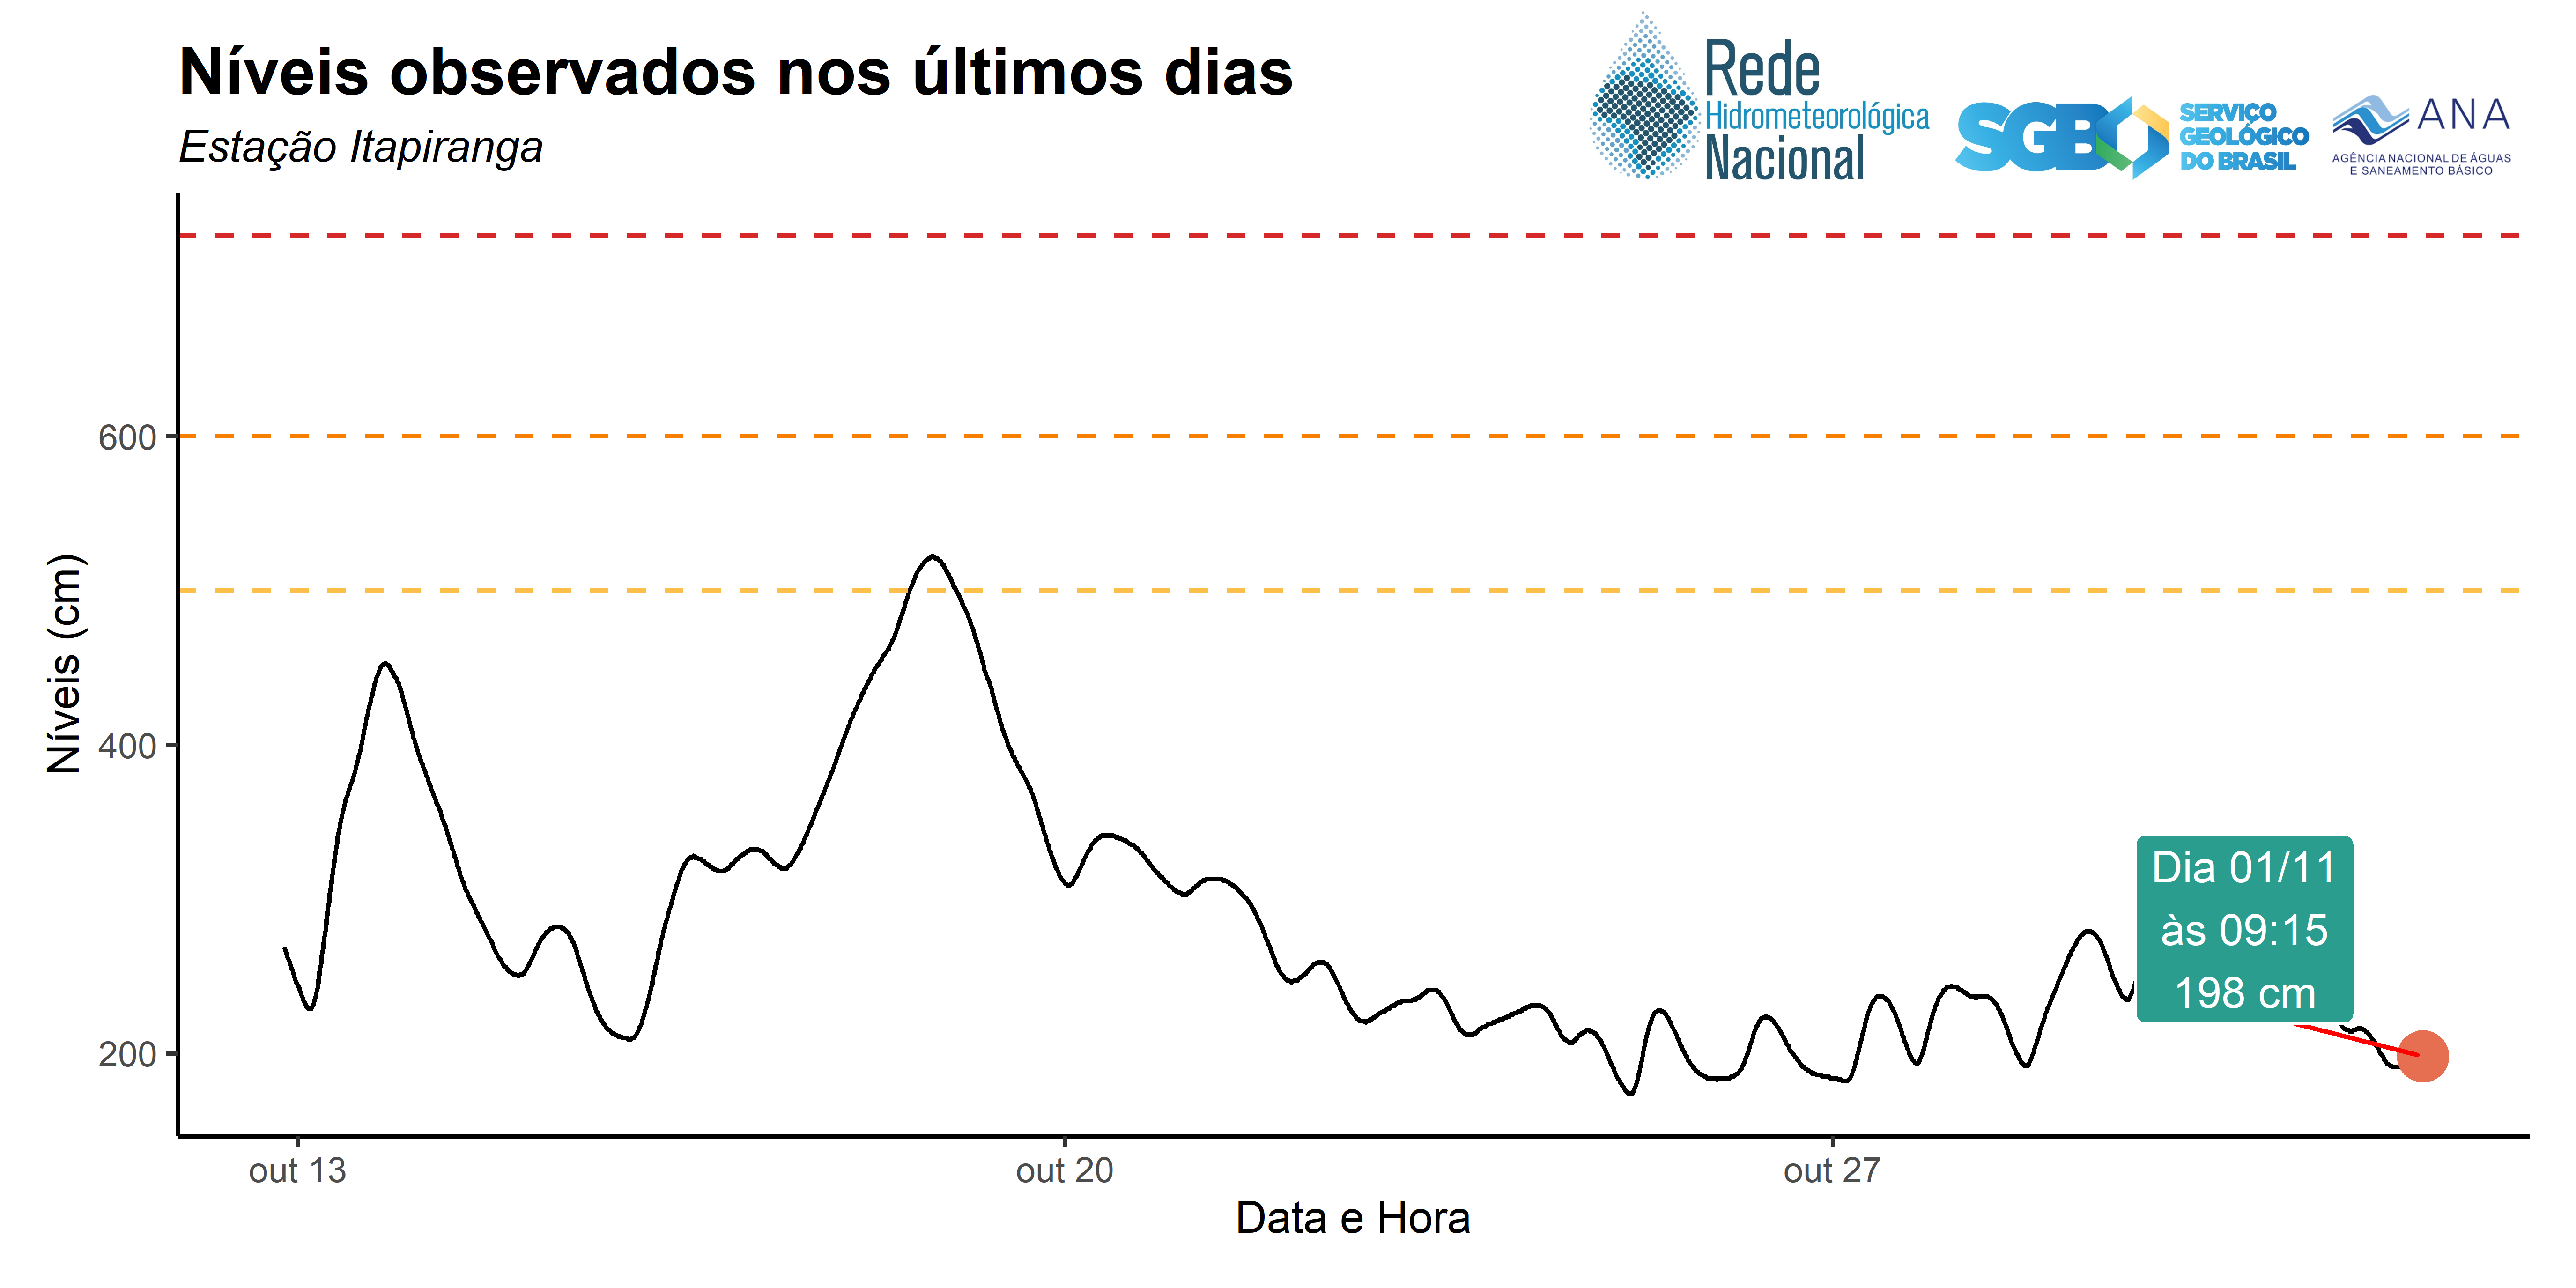 Níveis observados nos últimos dias
Estação Itapiranga
Rede
Hidrometeorológica
Nacional
SGB
SERVIÇO
GEOLÓGICO
DO BRASIL
ANA
AGÊNCIA NACIONAL DE ÁGUAS
E SANEAMENTO BÁSICO
Níveis (cm)
600
400
200
Dia 01/11
às 09:15
198 cm
out 13
out 20
out 27
Data e Hora